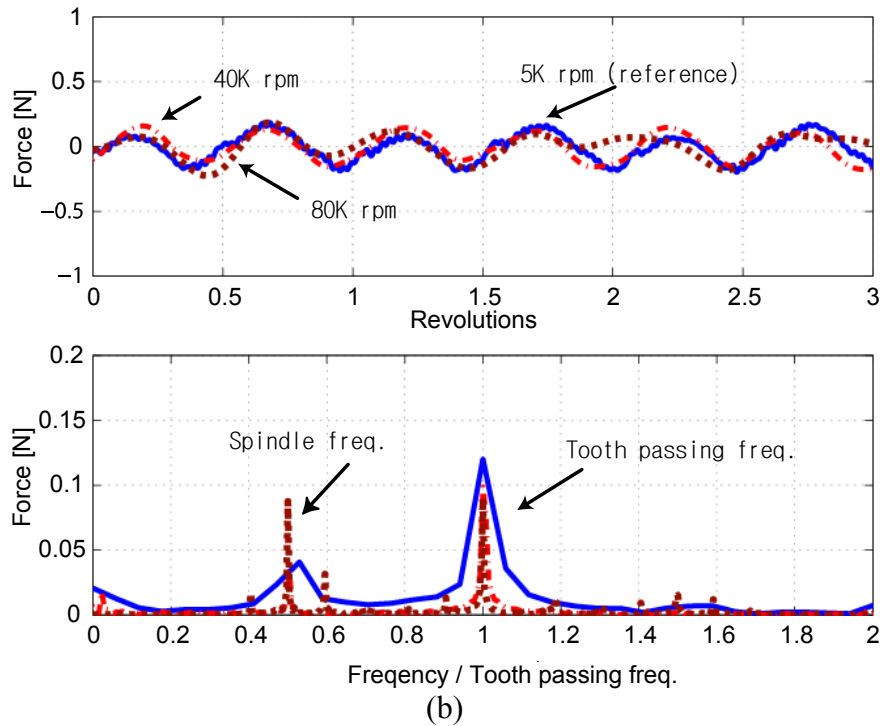 1
0.5
0
−0.5
−1
Force [N]
40K rpm
5K rpm (reference)
80K rpm
0 0.5 1 1.5 2 2.5 3
Revolutions
0.2
0.15
0.1
0.05
0
Force [N]
Spindle freq.
Tooth passing freq.
0 0.2 0.4 0.6 0.8 1 1.2 1.4 1.6 1.8 2
Freqency / Tooth passing freq.
(b)